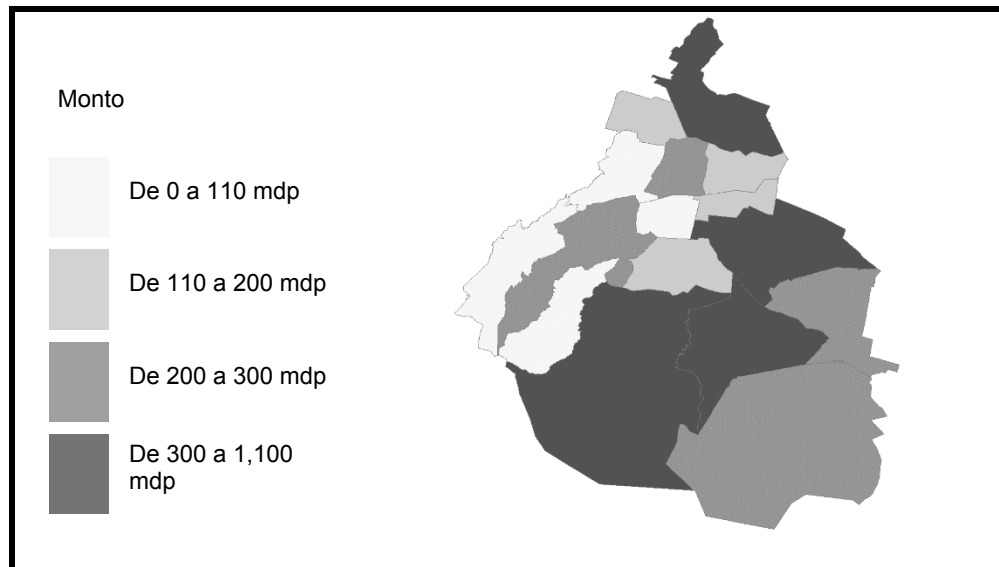 Monto
De 0 a 110 mdp
De 110 a 200 mdp
De 200 a 300 mdp
De 300 a 1,100
mdp